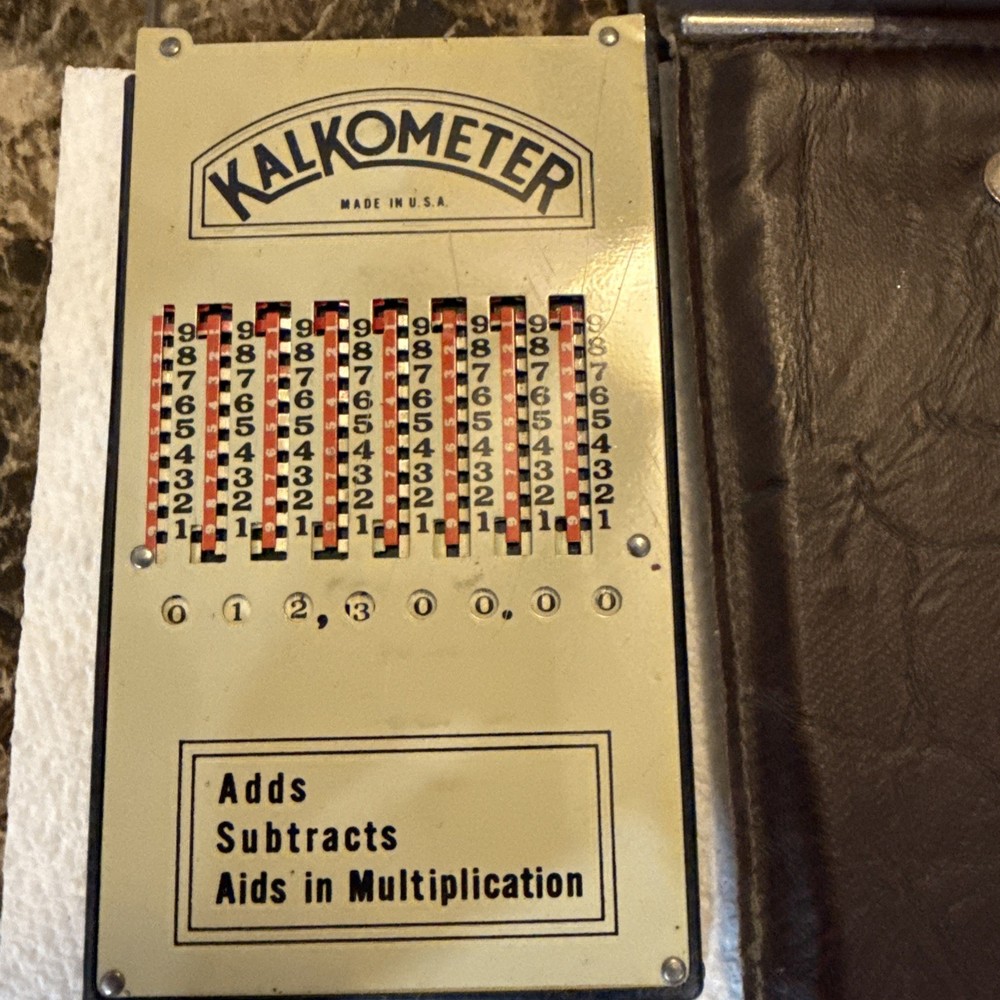 KALKOMETER
MADE IN U.S.A.
9 9 9 9 9 9 9 9
8 8 8 8 8 8 8 8
7 7 7 7 7 7 7 7
6 6 6 6 6 6 6 6
5 5 5 5 5 5 5 5
4 4 4 4 4 4 4 4
3 3 3 3 3 3 3 3
2 2 2 2 2 2 2 2
1 1 1 1 1 1 1 1
0 1 2, 3 0 0. 0 0
Adds
Subtracts
Aids in Multiplication